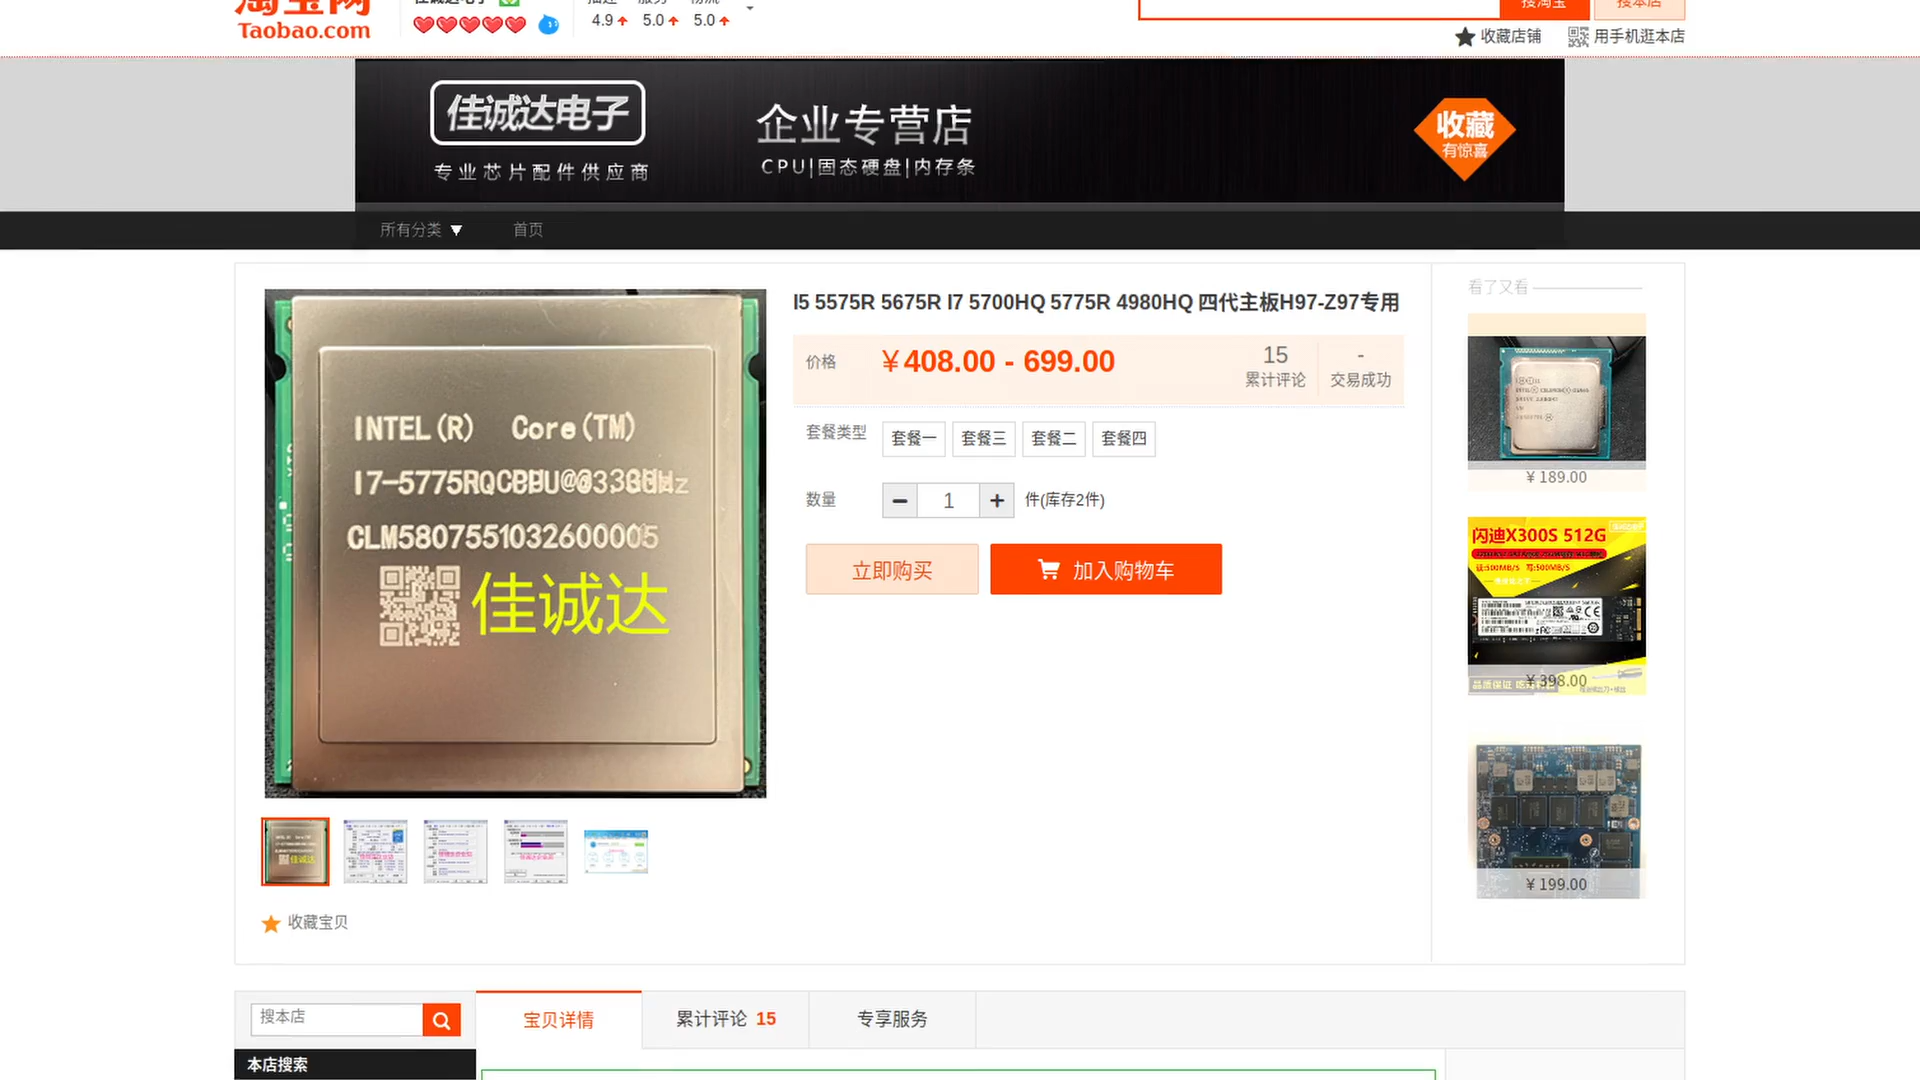 Taobao.com
4.9 5.0 5.0
收藏店铺
用手机逛本店
佳诚达电子
专业芯片配件供应商
企业专营店
CPU|固态硬盘|内存条
收藏
有惊喜
所有分类 ▼
首页
INTEL(R) Core(TM)
佳诚达
收藏宝贝
I5 5575R 5675R I7 5700HQ 5775R 4980HQ 四代主板H97-Z97专用
价格
¥408.00 - 699.00
15
累计评论
-
交易成功
套餐类型
套餐一
套餐三
套餐二
套餐四
数量
− 1 +
件(库存2件)
立即购买
加入购物车
看了又看
¥ 189.00
闪迪X300S 512G
¥ 398.00
¥ 199.00
搜本店
本店搜索
宝贝详情
累计评论 15
专享服务